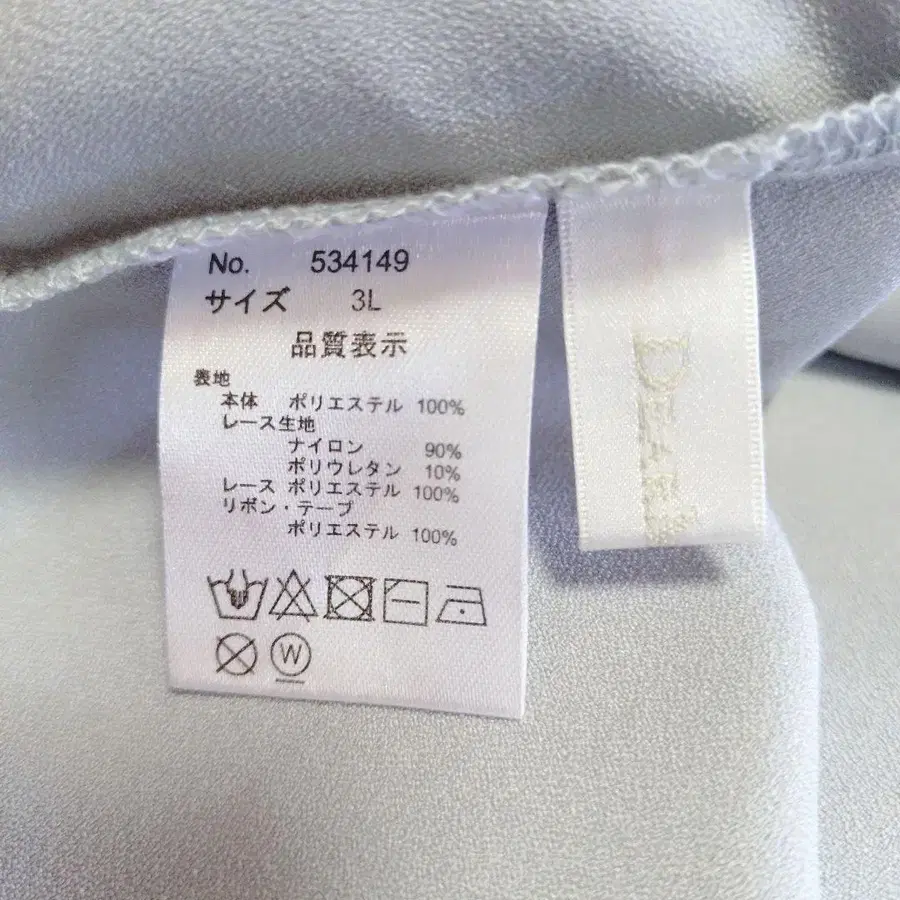 No. 534149
サイズ 3L
品質表示
表地
本体 ポリエステル 100%
レース生地
ナイロン 90%
ポリウレタン 10%
レース ポリエステル 100%
リボン・テープ
ポリエステル 100%
W